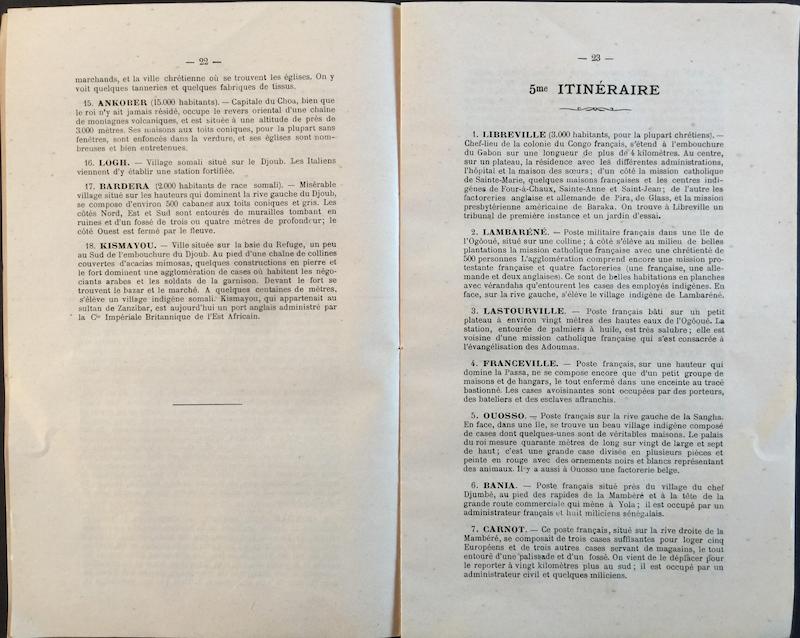 — 22 —
marchands, et la ville chrétienne où se trouvent les églises. On y
voit quelques tanneries et quelques fabriques de tissus.
15. ANKOBER (15.000 habitants). — Capitale du Choa, bien que
le roi n'y ait jamais résidé, occupe le revers oriental d'une chaîne
de montagnes volcaniques, et est située à une altitude de près de
3.000 mètres. Ses maisons aux toits coniques, pour la plupart sans
fenêtres, sont enfoncés dans la verdure, et ses églises sont nom-
breuses et bien entretenues.
16. LOGH. — Village somali situé sur le Djoub. Les Italiens
viennent d'y établir une station fortifiée.
17. BARDERA (2.000 habitants de race somali). — Misérable
village situé sur les hauteurs qui dominent la rive gauche du Djoub,
se compose d'environ 500 cabanes aux toits coniques et gris. Les
côtés Nord, Est et Sud sont entourés de murailles tombant en
ruines et d'un fossé de trois ou quatre mètres de profondeur; le
côté Ouest est fermé par le fleuve.
18. KISMAYOU. — Ville située sur la baie du Refuge, un peu
au Sud de l'embouchure du Djoub. Au pied d'une chaîne de collines
couvertes d'acacias mimosas, quelques constructions en pierre et
le fort dominent une agglomération de cases où habitent les négo-
ciants arabes et les soldats de la garnison. Devant le fort se
trouvent le bazar et le marché. A quelques centaines de mètres,
s'élève un village indigène somali. Kismayou, qui appartenait au
sultan de Zanzibar, est aujourd'hui un port anglais administré par
la Cie Impériale Britannique de l'Est Africain.
— 23 —
5me ITINÉRAIRE
1. LIBREVILLE (3.000 habitants, pour la plupart chrétiens). —
Chef-lieu de la colonie du Congo français, s'étend à l'embouchure
du Gabon sur une longueur de plus de 4 kilomètres. Au centre,
sur un plateau, la résidence avec les différentes administrations,
l'hôpital et la maison des sœurs; d'un côté la mission catholique
de Sainte-Marie, quelques maisons françaises et les centres indi-
gènes de Four-à-Chaux, Sainte-Anne et Saint-Jean; de l'autre les
factoreries anglaise et allemande de Pira, de Glass, et la mission
presbytérienne américaine de Baraka. On trouve à Libreville un
tribunal de première instance et un jardin d'essai.
2. LAMBARÉNÉ. — Poste militaire français dans une île de
l'Ogôoué, situé sur une colline; à côté s'élève au milieu de belles
plantations la mission catholique française avec une chrétienté de
500 personnes L'agglomération comprend encore une mission pro-
testante française et quatre factoreries (une française, une alle-
mande et deux anglaises). Ce sont de belles habitations en planches
avec vérandahs qu'entourent les cases des employés indigènes. En
face, sur la rive gauche, s'élève le village indigène de Lambaréné.
3. LASTOURVILLE. — Poste français bâti sur un petit
plateau à environ vingt mètres des hautes eaux de l'Ogôoué. La
station, entourée de palmiers à huile, est très salubre; elle est
voisine d'une mission catholique française qui s'est consacrée à
l'évangélisation des Adoumas.
4. FRANCEVILLE. — Poste français, sur une hauteur qui
domine la Passa, ne se compose encore que d'un petit groupe de
maisons et de hangars, le tout enfermé dans une enceinte au tracé
bastionné. Les cases avoisinantes sont occupées par des porteurs,
des bateliers et des esclaves affranchis.
5. OUOSSO. — Poste français sur la rive gauche de la Sangha.
En face, dans une île, se trouve un beau village indigène composé
de cases dont quelques-unes sont de véritables maisons. Le palais
du roi mesure quarante mètres de long sur vingt de large et sept
de haut; c'est une grande case divisée en plusieurs pièces et
peinte en rouge avec des ornements noirs et blancs représentant
des animaux. Il y a aussi à Ouosso une factorerie belge.
6. BANIA. — Poste français situé près du village du chef
Djumbé, au pied des rapides de la Mambéré et à la tête de la
grande route commerciale qui mène à Yola; il est occupé par un
administrateur français et huit miliciens sénégalais.
7. CARNOT. — Ce poste français, situé sur la rive droite de la
Mambéré, se composait de trois cases suffisantes pour loger cinq
Européens et de trois autres cases servant de magasins, le tout
entouré d'une palissade et d'un fossé. On vient de le déplacer pour
le reporter à vingt kilomètres plus au sud; il est occupé par un
administrateur civil et quelques miliciens.